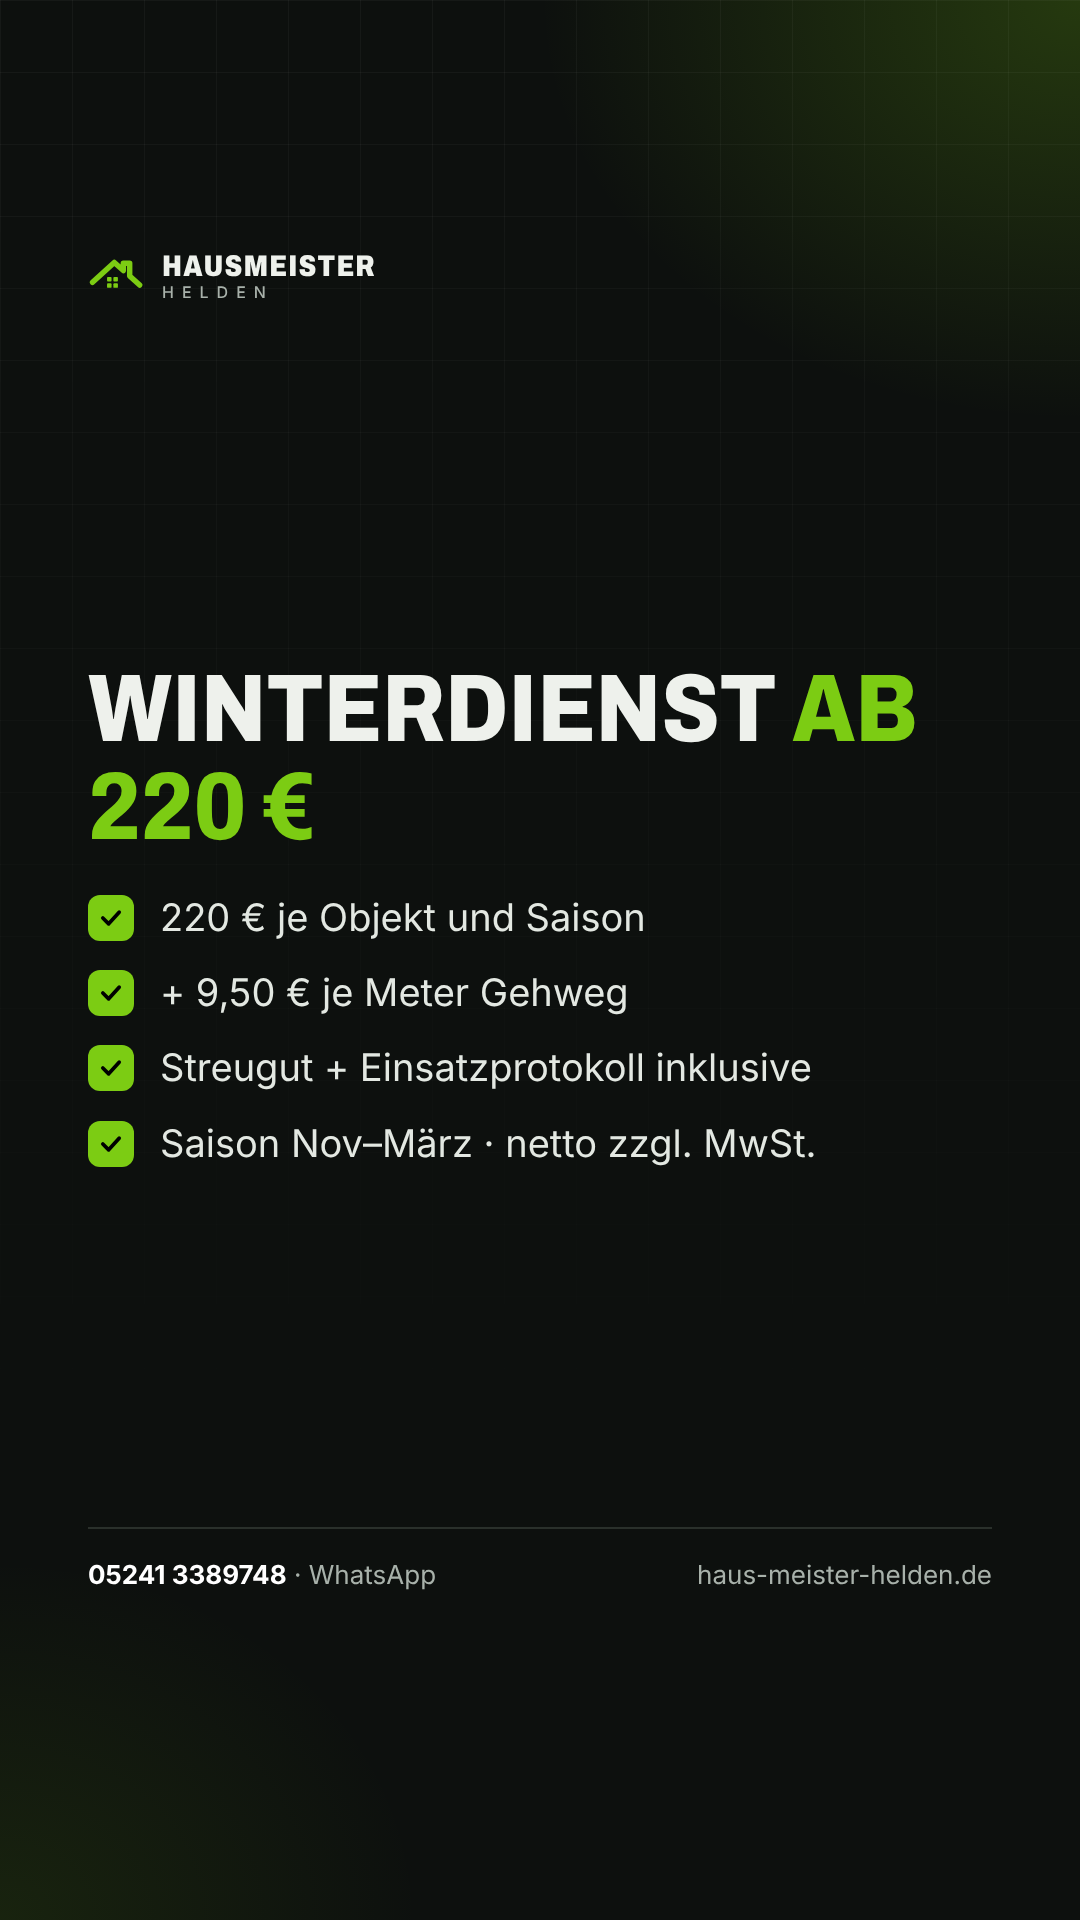 HAUSMEISTER
HELDEN
WINTERDIENST AB
220 €
220 € je Objekt und Saison
+ 9,50 € je Meter Gehweg
Streugut + Einsatzprotokoll inklusive
Saison Nov–März · netto zzgl. MwSt.
05241 3389748 · WhatsApp
haus-meister-helden.de